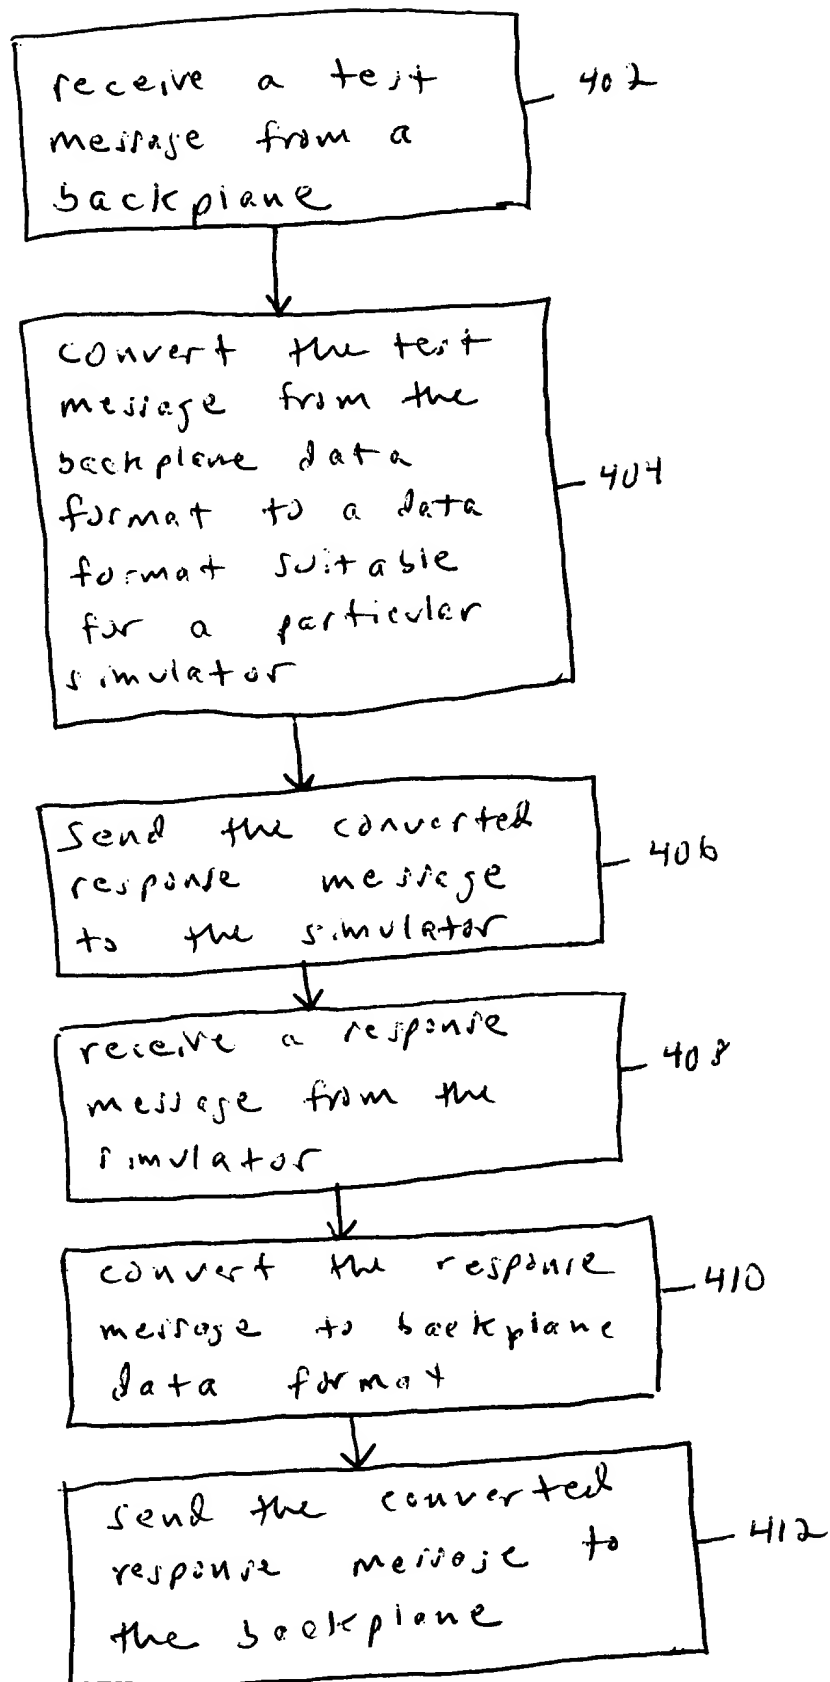 receive a test
message from a
backplane
402
convert the test
message from the
backplane data
format to a data
format suitable
for a particular
simulator
404
Send the converted
response message
to the simulator
406
receive a response
message from the
simulator
408
convert the response
message to backplane
data format
410
send the converted
response message to
the backplane
412